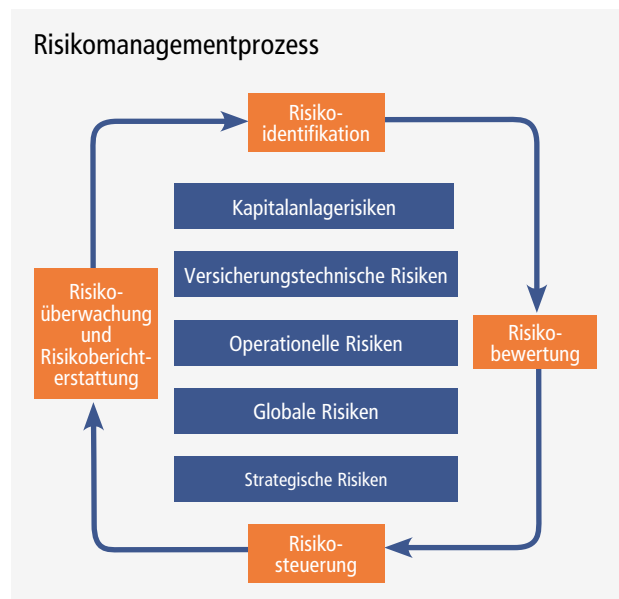 Risikomanagementprozess
Risiko-
identifikation
Kapitalanlagerisiken
Versicherungstechnische Risiken
Risiko-
überwachung
und
Risikobericht-
erstattung
Operationelle Risiken
Risiko-
bewertung
Globale Risiken
Strategische Risiken
Risiko-
steuerung